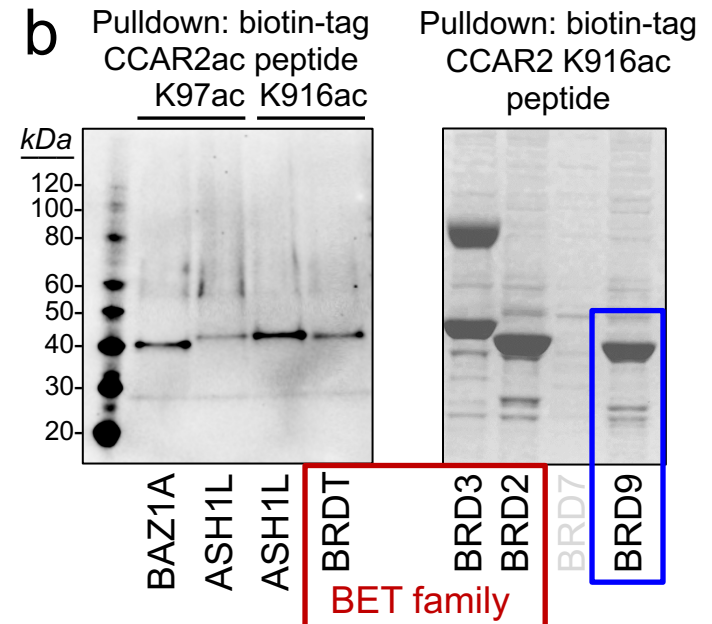 b
Pulldown: biotin-tag
CCAR2ac peptide
K97ac K916ac
Pulldown: biotin-tag
CCAR2 K916ac
peptide
kDa
120-
100-
80-
60-
50-
40-
30-
20-
BAZ1A
ASH1L
ASH1L
BRDT
BRD3
BRD2
BRD7
BRD9
BET family